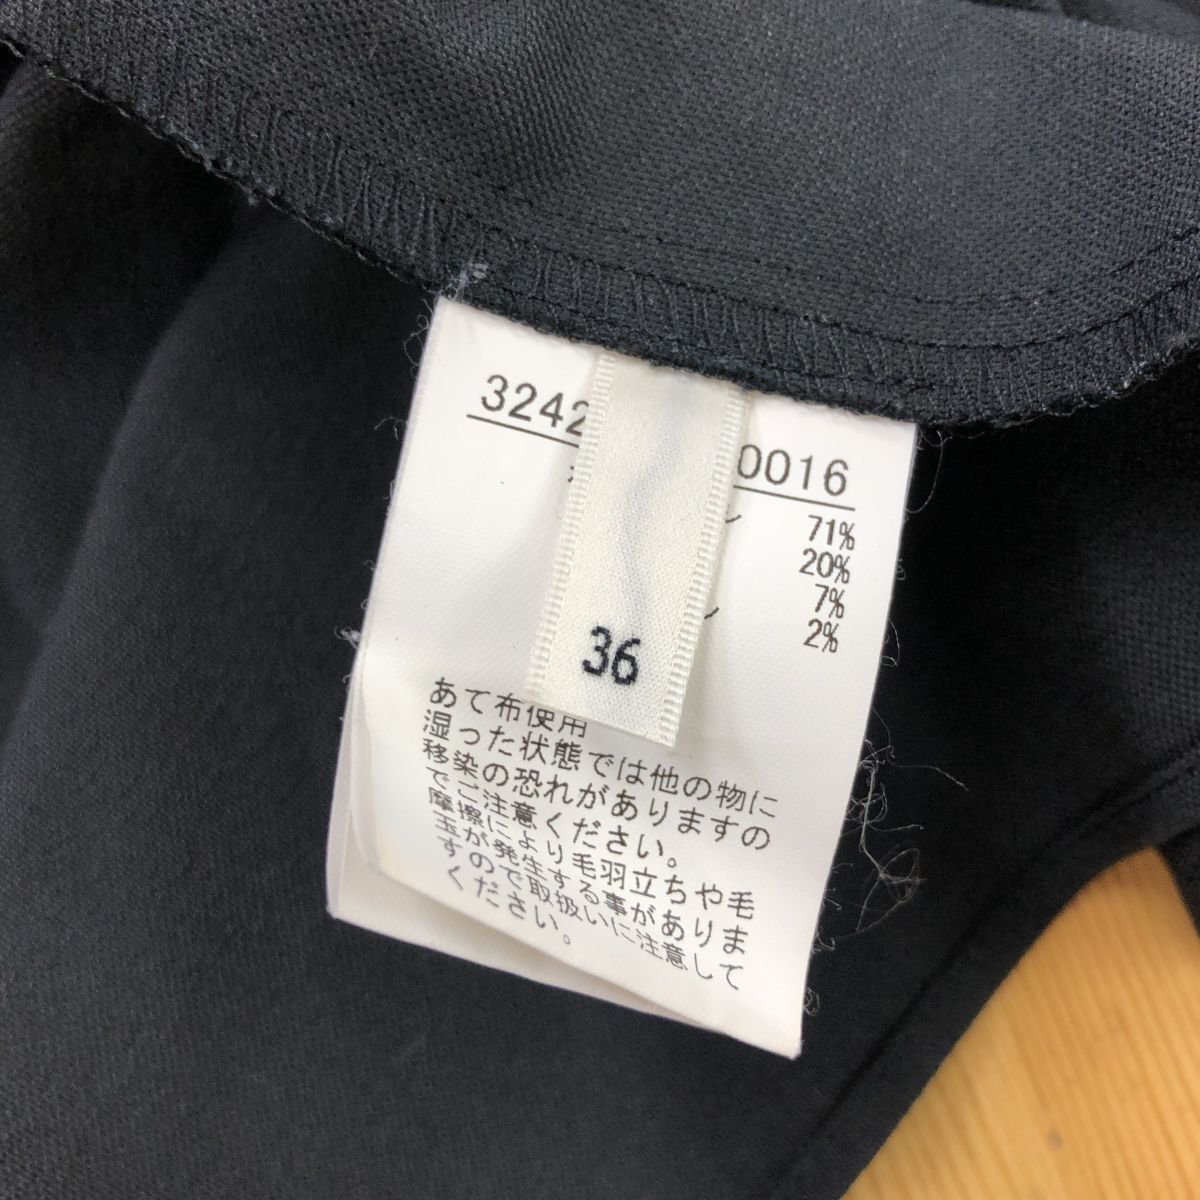 3242
0016
71%
20%
7%
2%
36
あて布使用
湿った状態では他の物に
移染の恐れがありますの
でご注意ください。
摩擦により毛羽立ちや毛
玉が発生する事がありま
すので取扱いに注意して
ください。